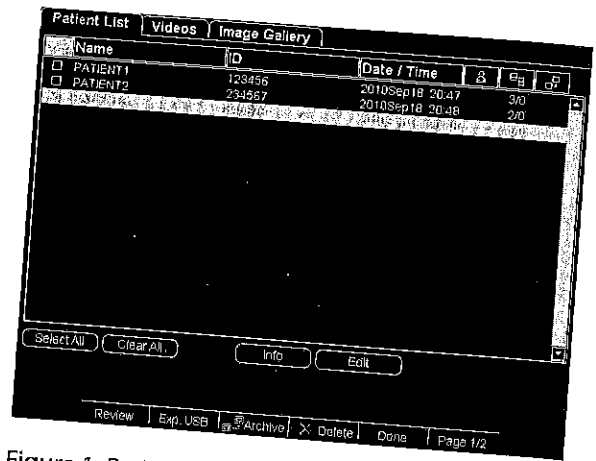 Patient List Videos Image Gallery
Name ID Date / Time
PATIENT1 123456 2010Sep18 20:47 3/0
PATIENT2 234567 2010Sep18 20:48 2/0
Select All Clear All Info Edit
Review Exp. USB Archive Delete Done Page 1/2
Figure 1